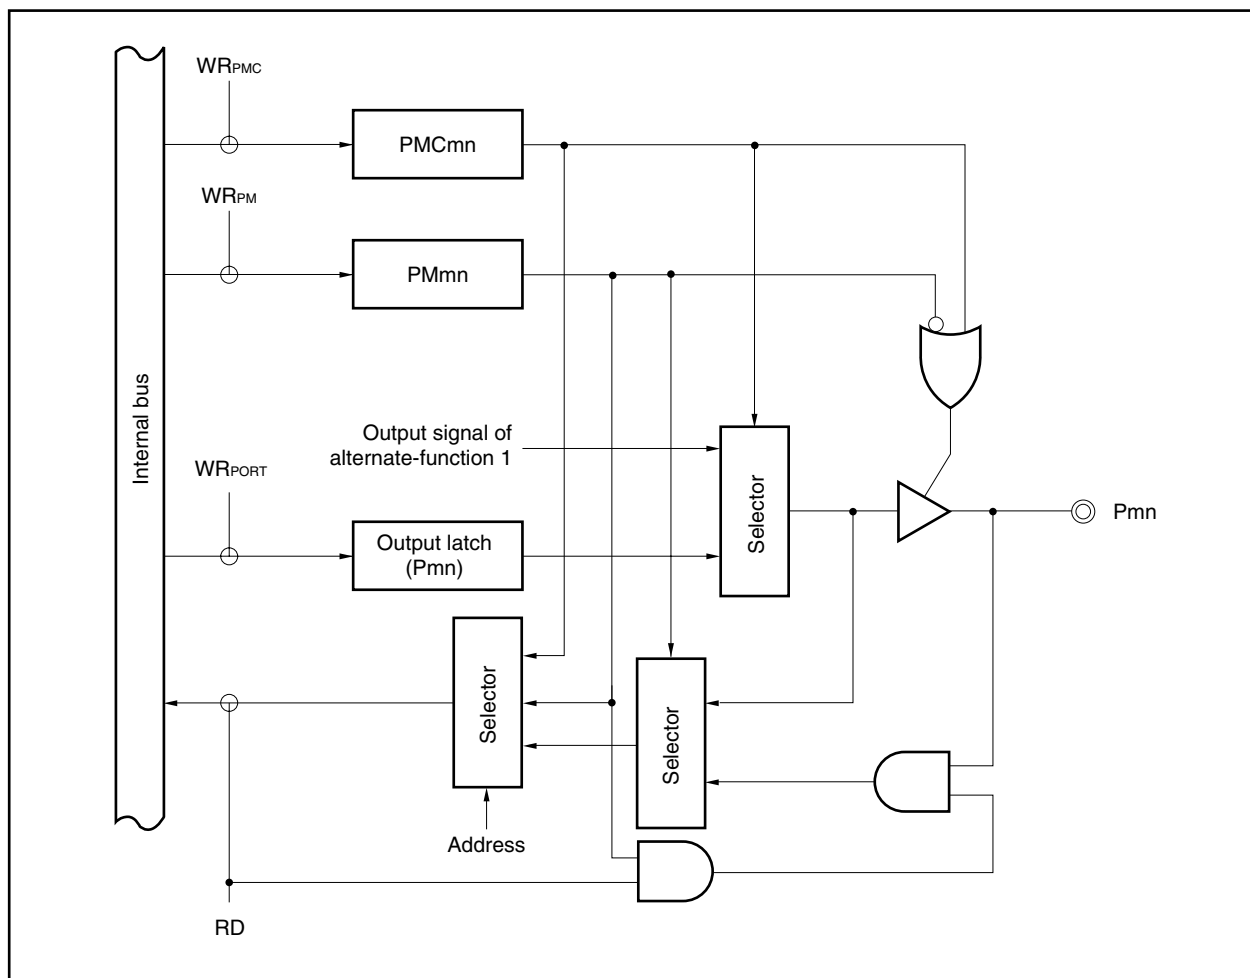 WRPMC
PMCmn
WRPM
PMmn
Internal bus
Output signal of
alternate-function 1
WRPORT
Output latch
(Pmn)
Selector
Pmn
Selector
Selector
Address
RD